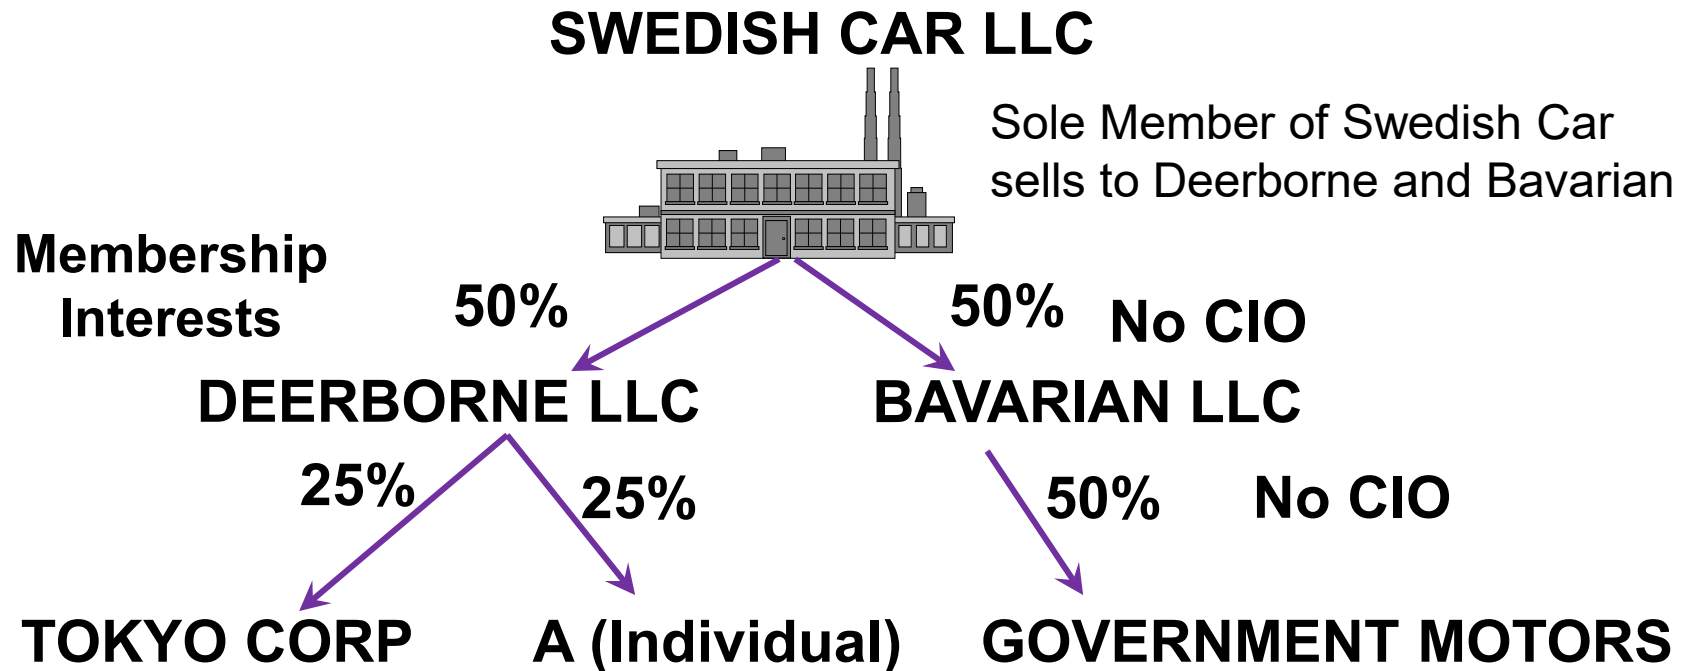 SWEDISH CAR LLC
Sole Member of Swedish Car
sells to Deerborne and Bavarian
Membership
Interests
50%
50%
No CIO
DEERBORNE LLC
BAVARIAN LLC
25%
25%
50%
No CIO
TOKYO CORP
A (Individual)
GOVERNMENT MOTORS